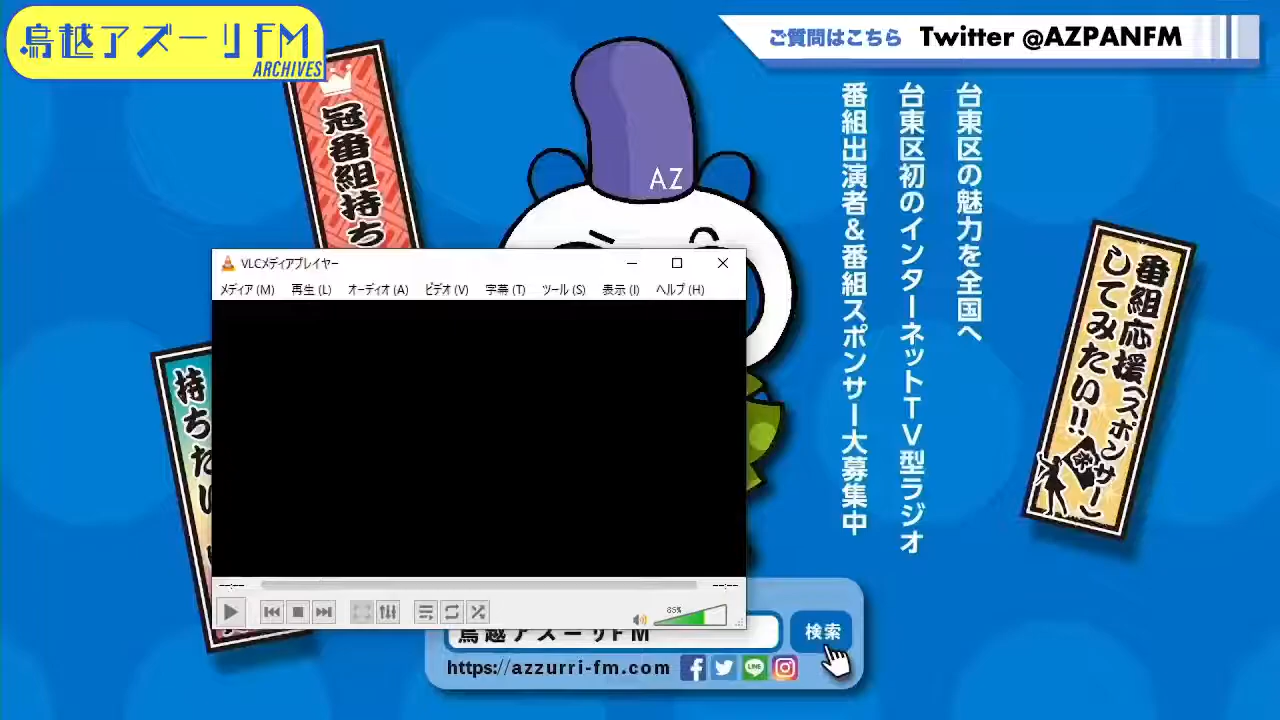 鳥越アズーリFM
ARCHIVES
ご質問はこちら Twitter @AZPANFM
台東区の魅力を全国へ
台東区初のインターネットTV型ラジオ
番組出演者&番組スポンサー大募集中
冠番組持ち
AZ
番組応援(スポンサー)
してみたい!!
持ちた
VLCメディアプレイヤー
メディア (M) 再生 (L) オーディオ (A) ビデオ (V) 字幕 (T) ツール (S) 表示 (I) ヘルプ (H)
--:-- --:--
85%
鳥越アズーリFM
検索
https://azzurri-fm.com
LINE